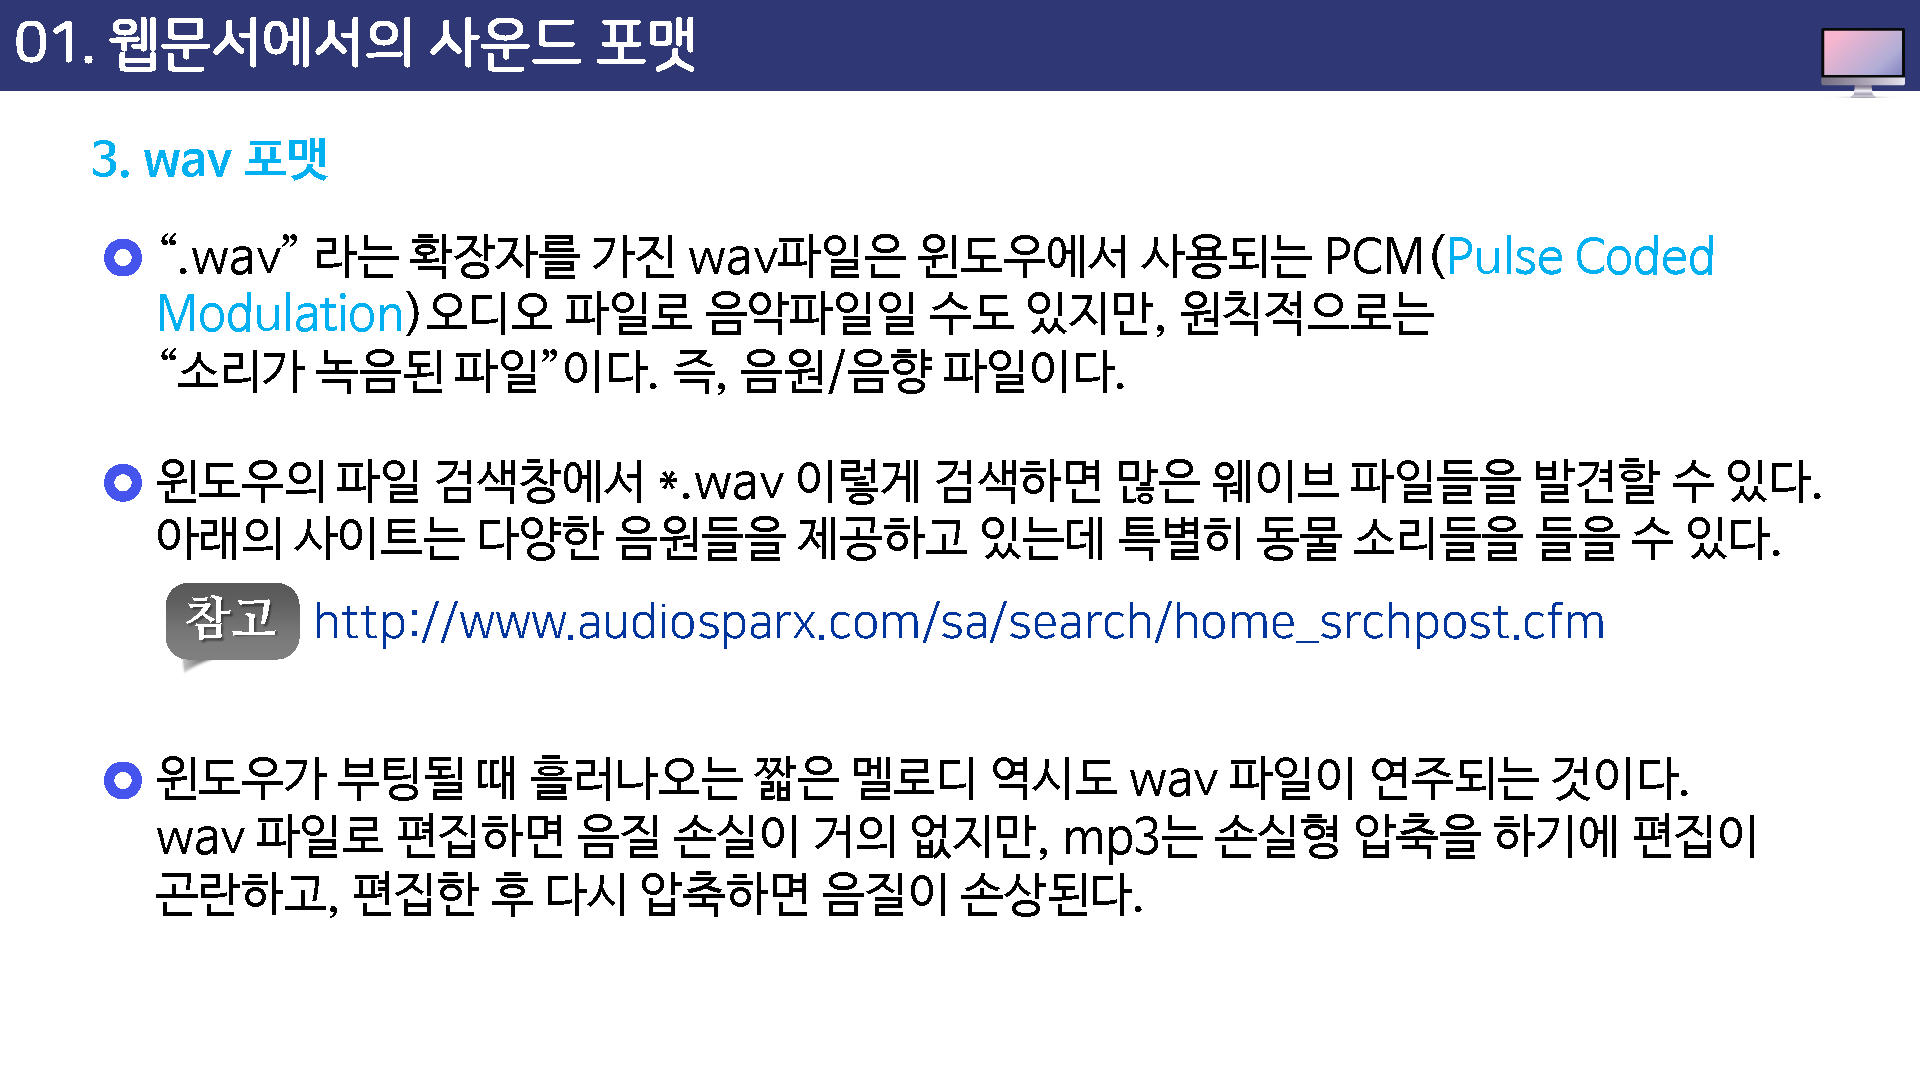 01. 웹문서에서의 사운드 포맷
3. wav 포맷
“.wav” 라는 확장자를 가진 wav파일은 윈도우에서 사용되는 PCM(Pulse Coded
Modulation)오디오 파일로 음악파일일 수도 있지만, 원칙적으로는
“소리가 녹음된 파일”이다. 즉, 음원/음향 파일이다.
윈도우의 파일 검색창에서 *.wav 이렇게 검색하면 많은 웨이브 파일들을 발견할 수 있다.
아래의 사이트는 다양한 음원들을 제공하고 있는데 특별히 동물 소리들을 들을 수 있다.
참고 http://www.audiosparx.com/sa/search/home_srchpost.cfm
윈도우가 부팅될 때 흘러나오는 짧은 멜로디 역시도 wav 파일이 연주되는 것이다.
wav 파일로 편집하면 음질 손실이 거의 없지만, mp3는 손실형 압축을 하기에 편집이
곤란하고, 편집한 후 다시 압축하면 음질이 손상된다.